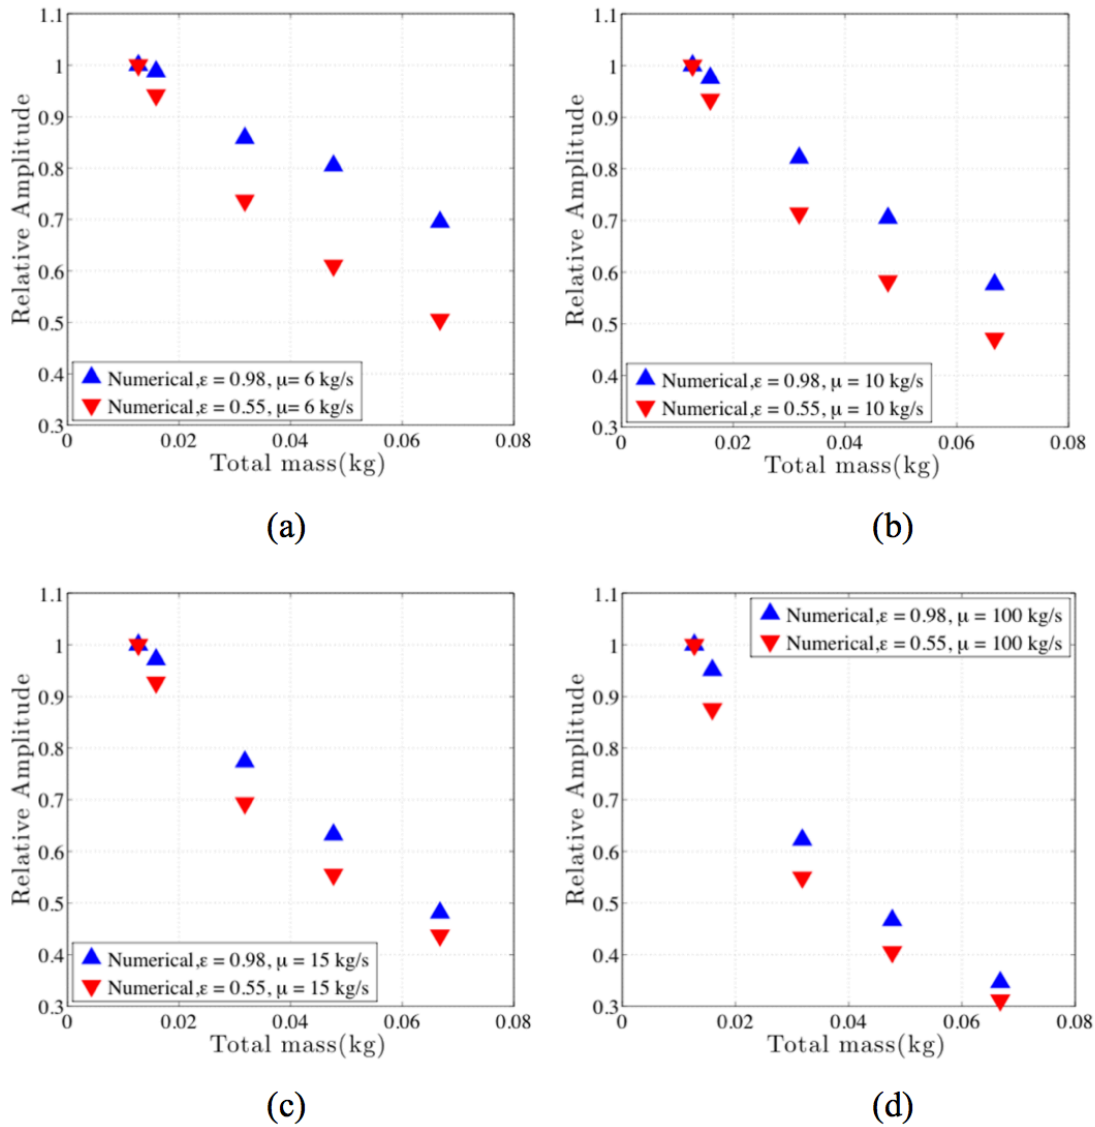 1.1
1
0.9
0.8
0.7
0.6
0.5
0.4
0.3
Relative Amplitude
Numerical,ε = 0.98, μ= 6 kg/s
Numerical,ε = 0.55, μ= 6 kg/s
0 0.02 0.04 0.06 0.08
Total mass(kg)
(a)
1.1
1
0.9
0.8
0.7
0.6
0.5
0.4
0.3
Relative Amplitude
Numerical,ε = 0.98, μ = 10 kg/s
Numerical,ε = 0.55, μ = 10 kg/s
0 0.02 0.04 0.06 0.08
Total mass(kg)
(b)
1.1
1
0.9
0.8
0.7
0.6
0.5
0.4
0.3
Relative Amplitude
Numerical,ε = 0.98, μ = 15 kg/s
Numerical,ε = 0.55, μ = 15 kg/s
0 0.02 0.04 0.06 0.08
Total mass(kg)
(c)
1.1
1
0.9
0.8
0.7
0.6
0.5
0.4
0.3
Relative Amplitude
Numerical,ε = 0.98, μ = 100 kg/s
Numerical,ε = 0.55, μ = 100 kg/s
0 0.02 0.04 0.06 0.08
Total mass(kg)
(d)